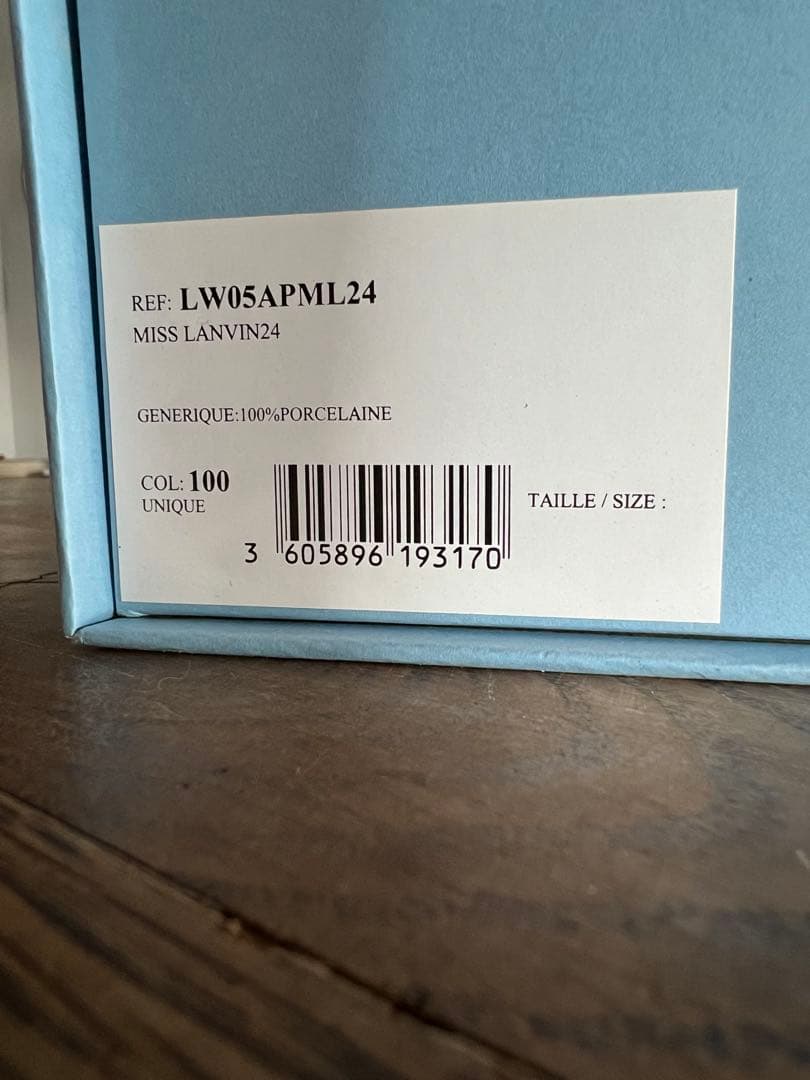 REF: LW05APML24
MISS LANVIN24
GENERIQUE:100%PORCELAINE
COL: 100
UNIQUE
TAILLE / SIZE :
3 605896 193170